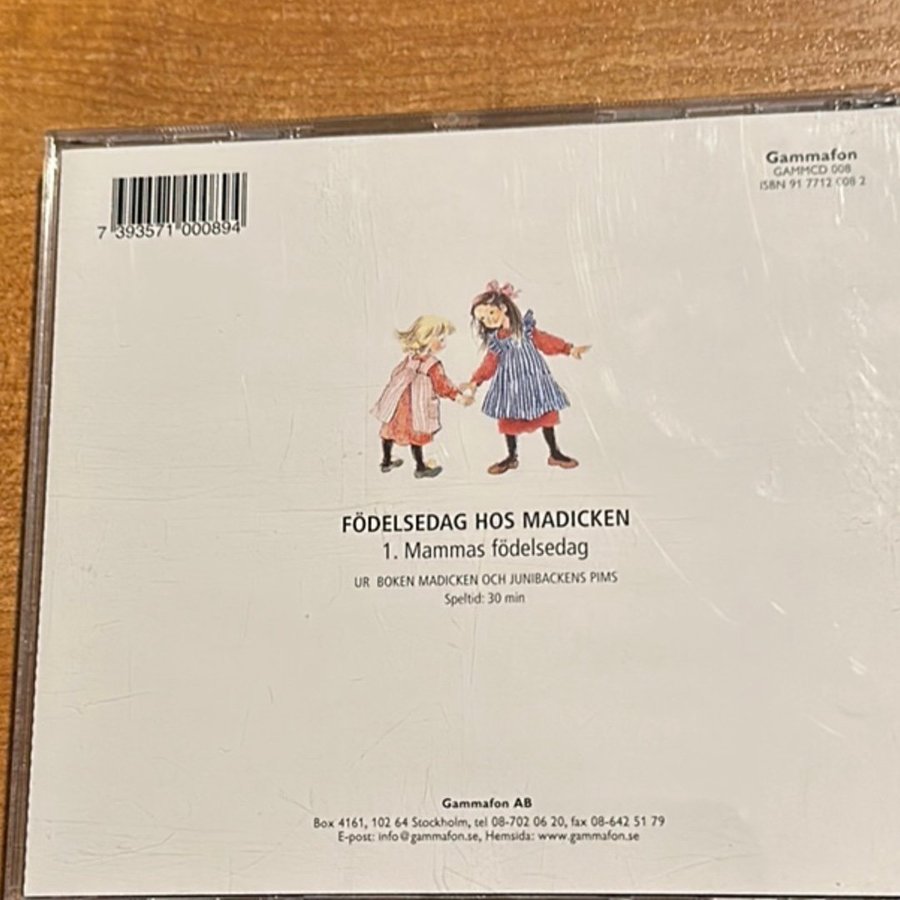 Gammafon
GAMMCD 008
ISBN 91 7712 008 2
7 393571 000894
FÖDELSEDAG HOS MADICKEN
1. Mammas födelsedag
UR BOKEN MADICKEN OCH JUNIBACKENS PIMS
Speltid: 30 min
Gammafon AB
Box 4161, 102 64 Stockholm, tel 08-702 06 20, fax 08-642 51 79
E-post: info@gammafon.se, Hemsida: www.gammafon.se